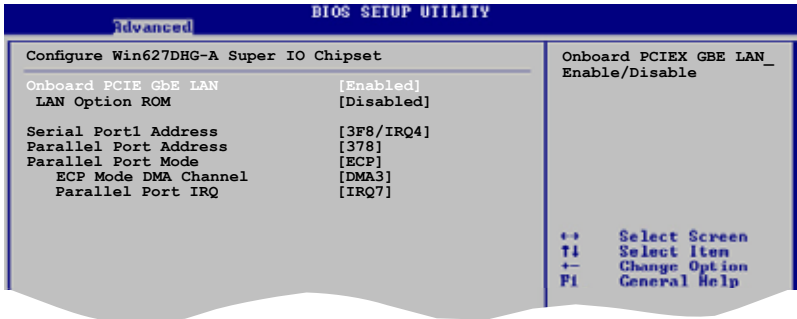 BIOS SETUP UTILITY
Advanced
Configure Win627DHG-A Super IO Chipset
Onboard PCIE GbE LAN [Enabled]
LAN Option ROM [Disabled]
Serial Port1 Address [3F8/IRQ4]
Parallel Port Address [378]
Parallel Port Mode [ECP]
ECP Mode DMA Channel [DMA3]
Parallel Port IRQ [IRQ7]
Onboard PCIEX GBE LAN_
Enable/Disable
↔ Select Screen
↑↓ Select Item
+- Change Option
F1 General Help